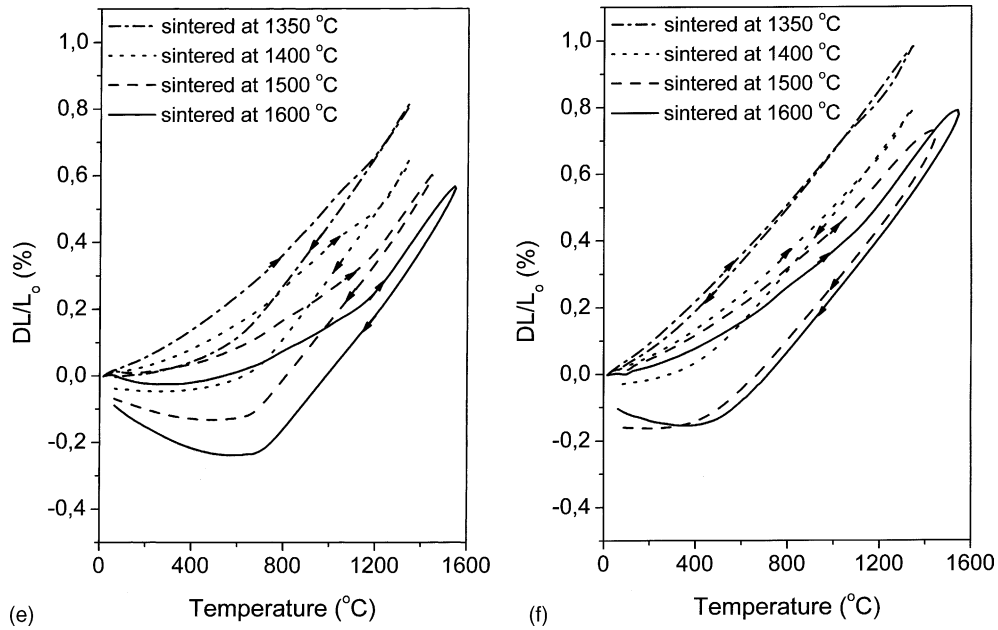 sintered at 1350 °C
sintered at 1400 °C
sintered at 1500 °C
sintered at 1600 °C
1,0
0,8
0,6
0,4
0,2
0,0
-0,2
-0,4
DL/Lo (%)
0 400 800 1200 1600
Temperature (°C)
(e)
sintered at 1350 °C
sintered at 1400 °C
sintered at 1500 °C
sintered at 1600 °C
1,0
0,8
0,6
0,4
0,2
0,0
-0,2
-0,4
DL/Lo (%)
0 400 800 1200 1600
Temperature (°C)
(f)